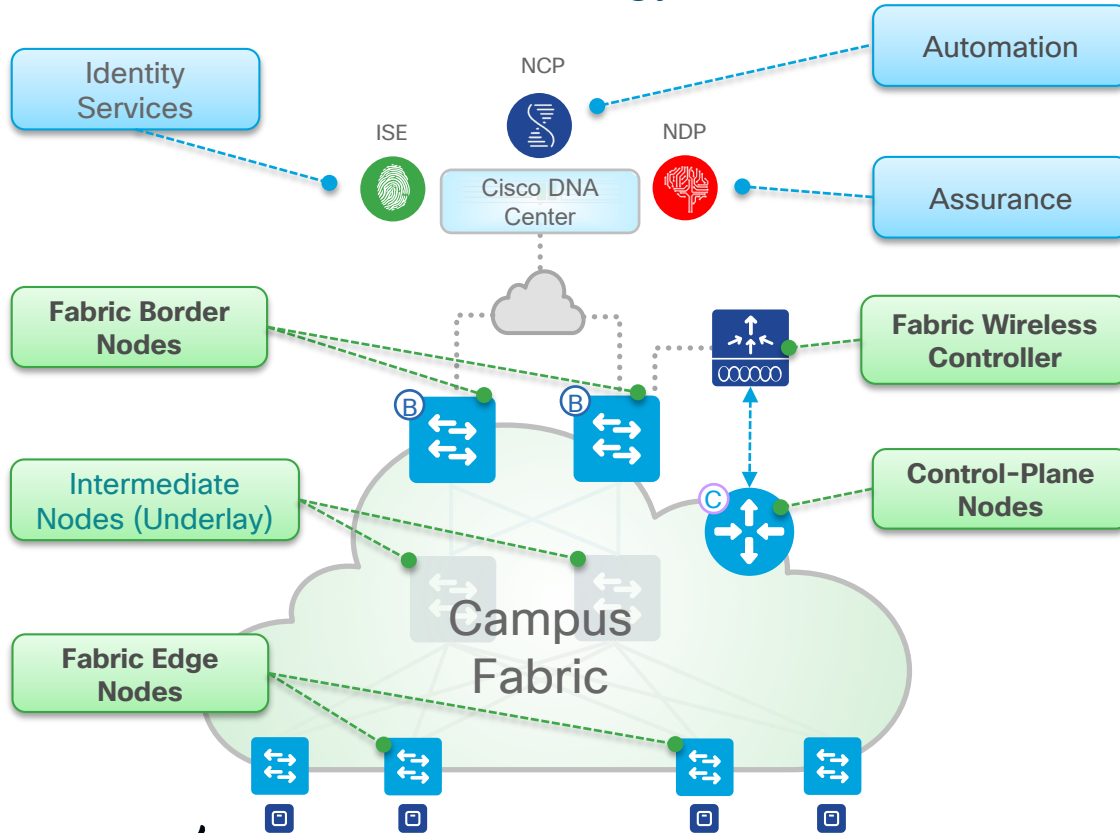 Automation
Identity
Services
NCP
ISE
NDP
Cisco DNA
Center
Assurance
Fabric Border
Nodes
Fabric Wireless
Controller
B
B
Intermediate
Nodes (Underlay)
Control-Plane
Nodes
C
Campus
Fabric
Fabric Edge
Nodes